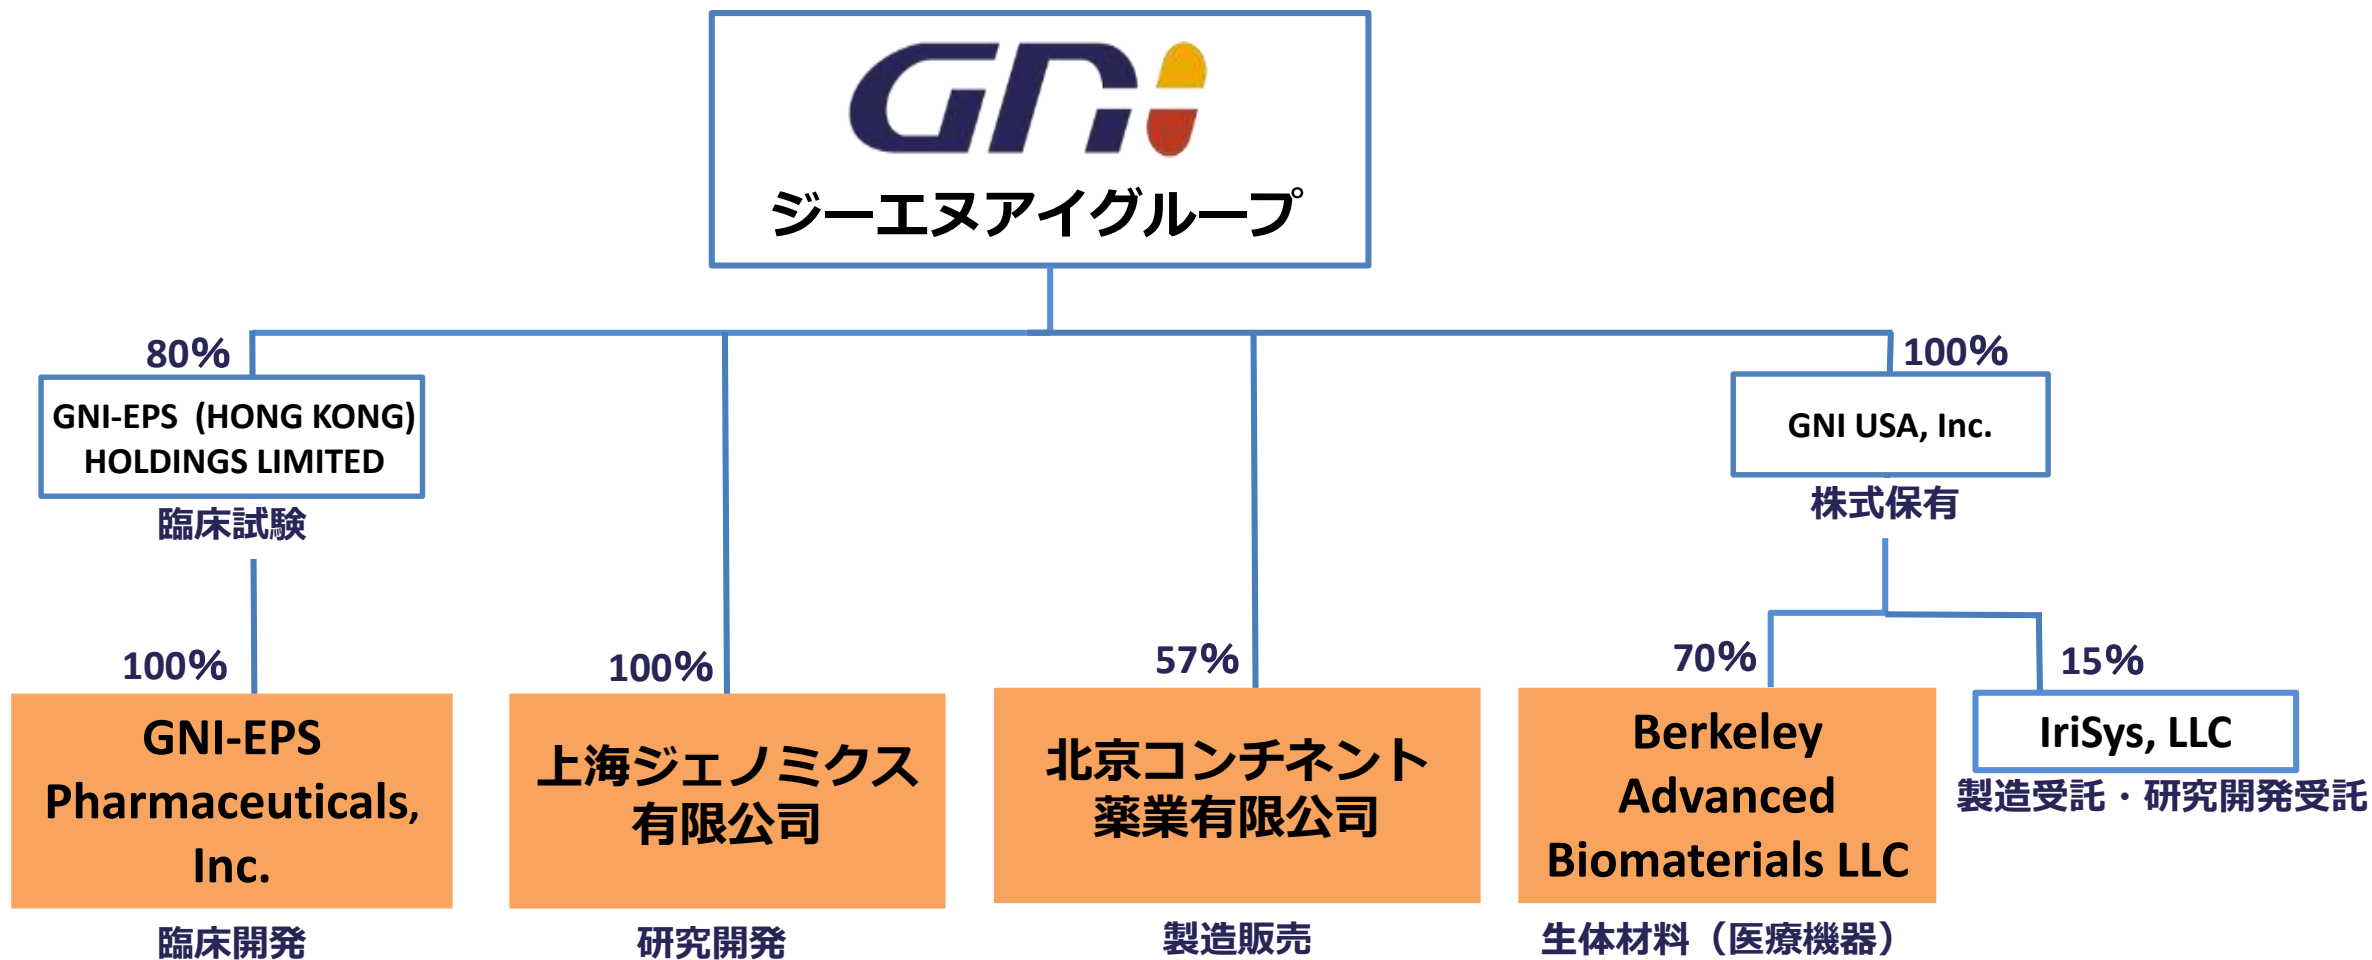 GNi
ジーエヌアイグループ
80%
GNI-EPS (HONG KONG)
HOLDINGS LIMITED
臨床試験
100%
GNI USA, Inc.
株式保有
100%
GNI-EPS
Pharmaceuticals,
Inc.
臨床開発
100%
上海ジェノミクス
有限公司
研究開発
57%
北京コンチネント
薬業有限公司
製造販売
70%
Berkeley
Advanced
Biomaterials LLC
生体材料（医療機器）
15%
IriSys, LLC
製造受託・研究開発受託